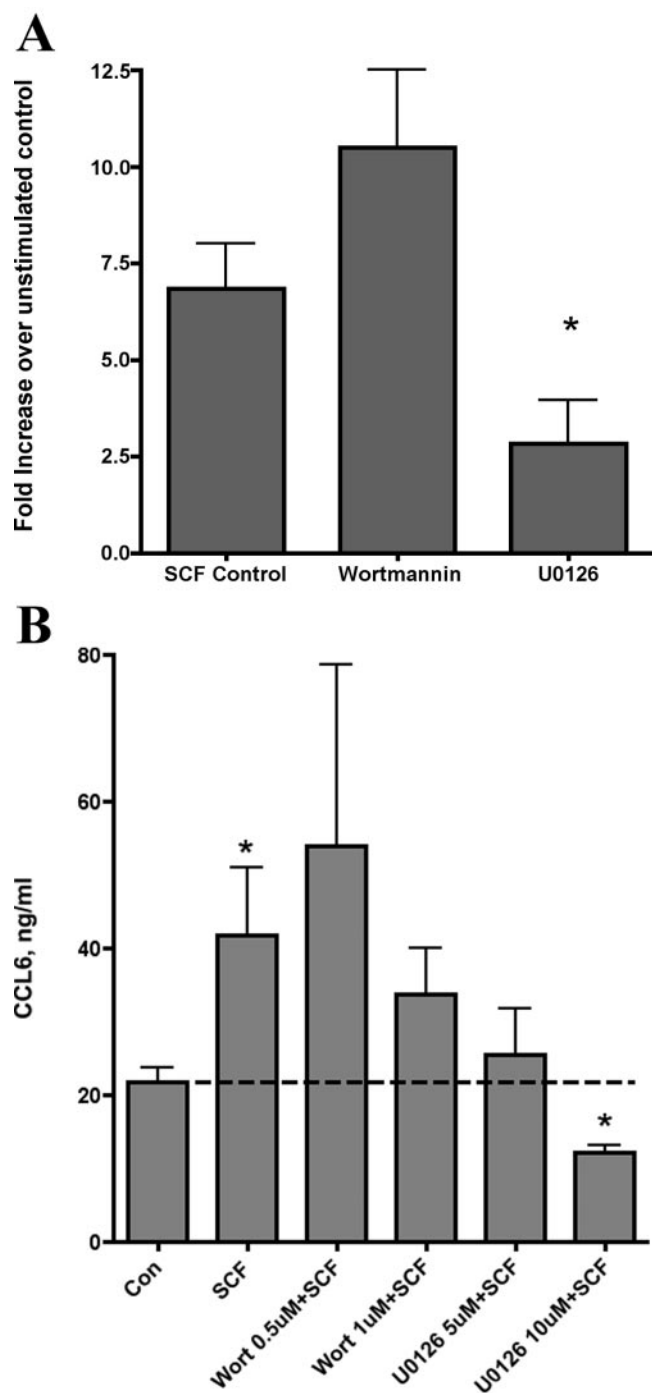 A
Fold Increase over unstimulated control
12.5
10.0
7.5
5.0
2.5
0.0
*
SCF Control
Wortmannin
U0126
B
CCL6, ng/ml
80
60
40
20
0
*
*
Con
SCF
Wort 0.5uM+SCF
Wort 1uM+SCF
U0126 5uM+SCF
U0126 10uM+SCF